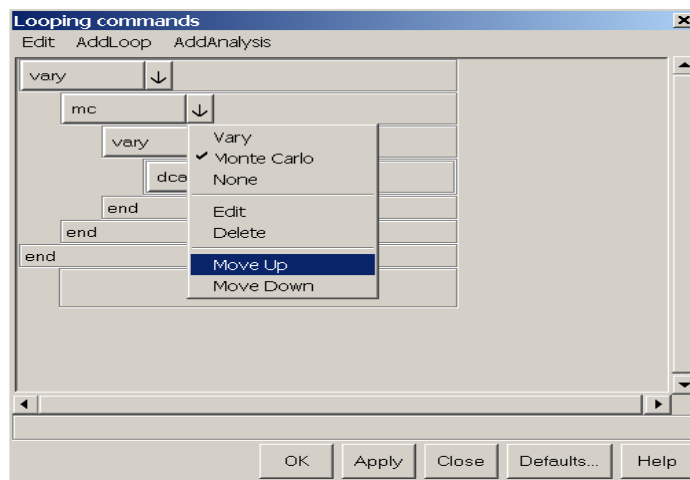 Looping commands
Edit AddLoop AddAnalysis
vary
mc
vary
Vary
Monte Carlo
None
Edit
Delete
Move Up
Move Down
end
end
end
OK Apply Close Defaults... Help